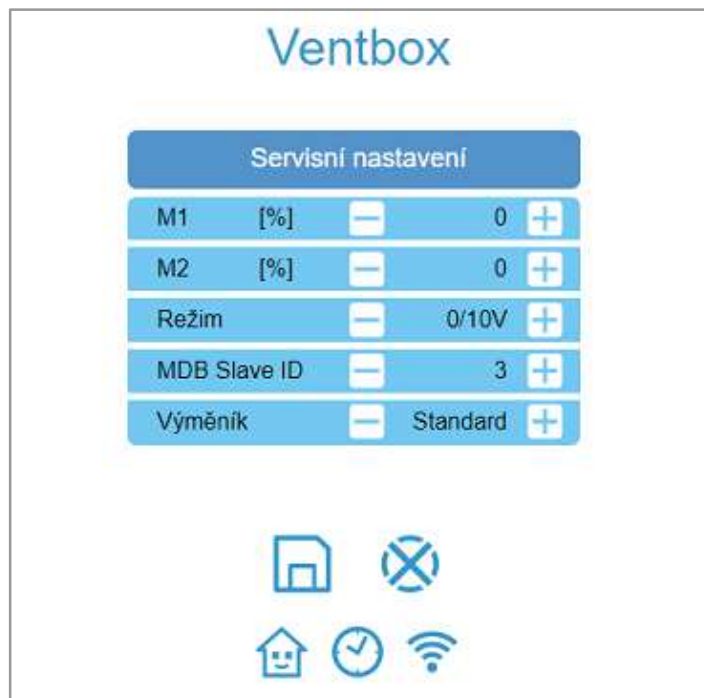 Ventbox
Servisní nastavení
M1 [%] 0
M2 [%] 0
Režim 0/10V
MDB Slave ID 3
Výměník Standard